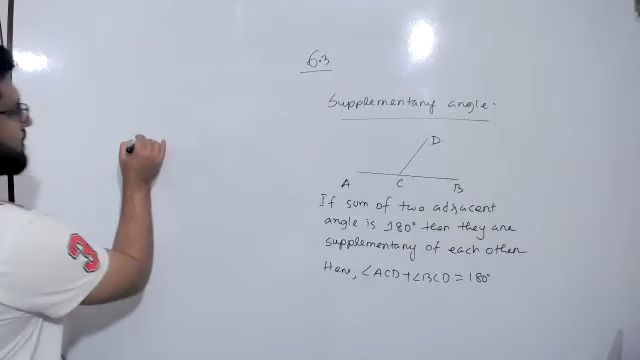 6.3
Supplementary angle.
D
A C B
If sum of two adjacent
angle is 180° then they are
supplementary of each other
Here, ∠ACD+∠BCD=180°
3